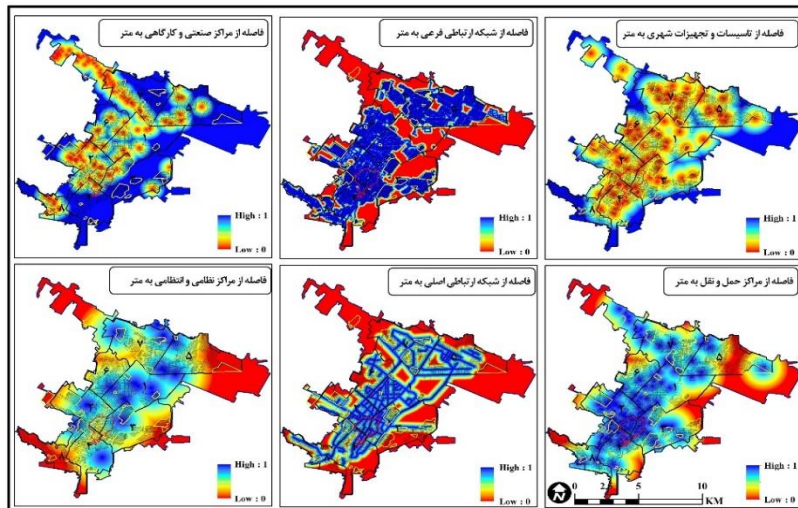 فاصله از تاسیسات و تجهیزات شهری به متر
High : 1
Low : 0
فاصله از شبکه ارتباطی فرعی به متر
High : 1
Low : 0
فاصله از مراکز صنعتی و کارگاهی به متر
High : 1
Low : 0
فاصله از مراکز حمل و نقل به متر
High : 1
Low : 0
فاصله از شبکه ارتباطی اصلی به متر
High : 1
Low : 0
فاصله از مراکز نظامی و انتظامی به متر
High : 1
Low : 0
0
5
10
KM